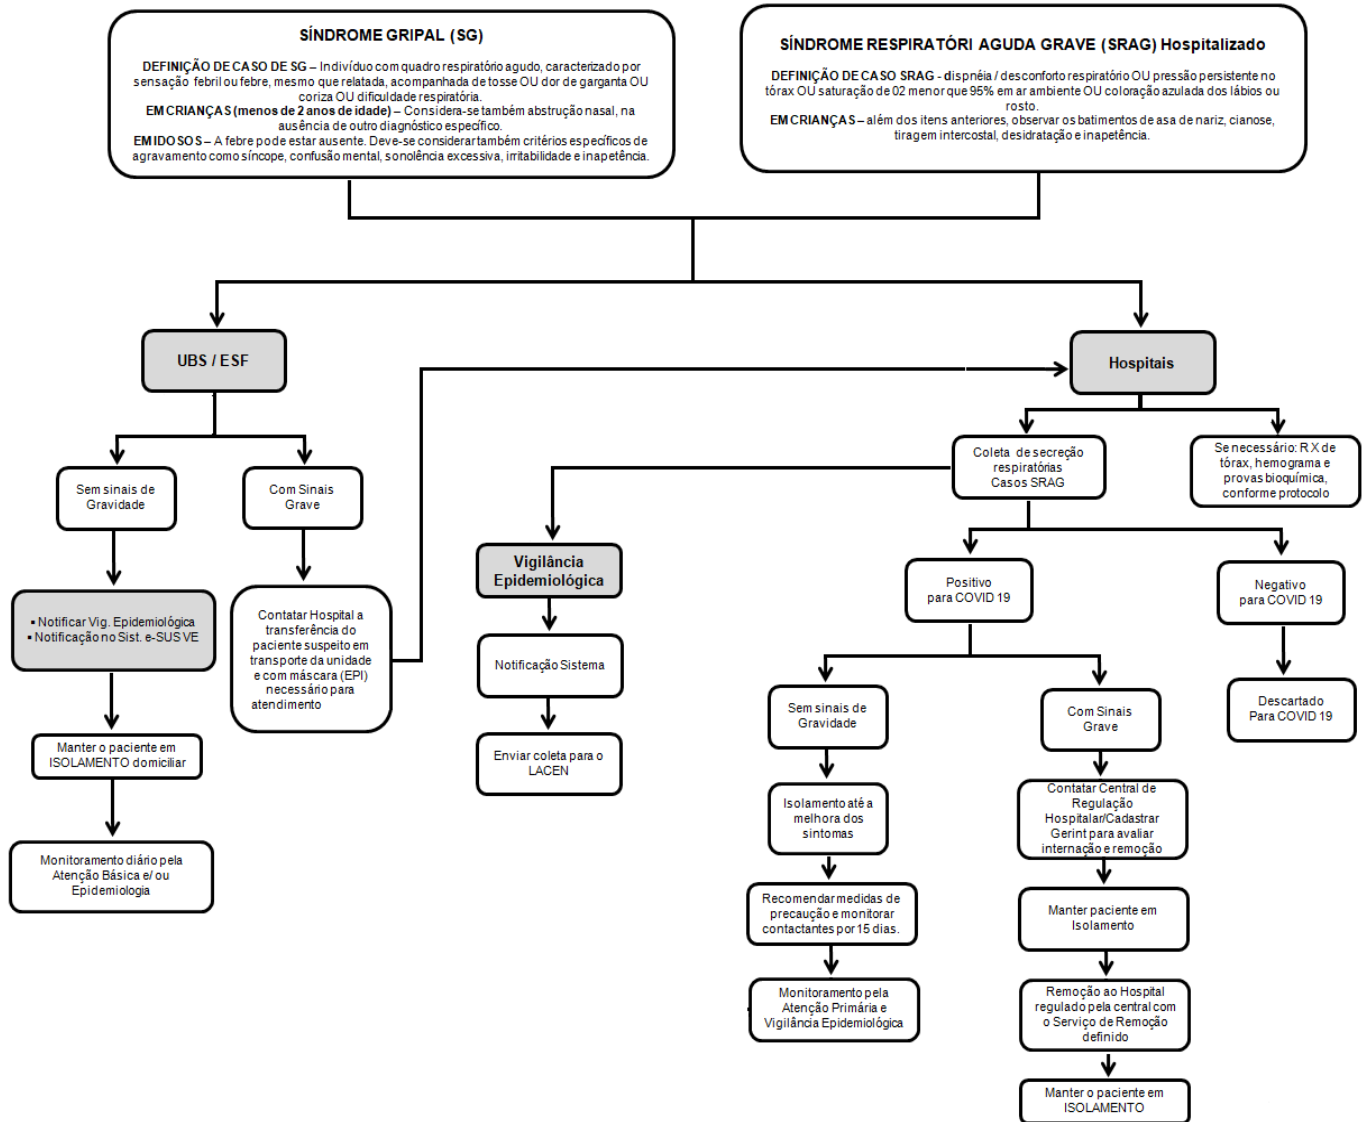 SÍNDROME GRIPAL (SG)
DEFINIÇÃO DE CASO DE SG – Indivíduo com quadro respiratório agudo, caracterizado por
sensação febril ou febre, mesmo que relatada, acompanhada de tosse OU dor de garganta OU
coriza OU dificuldade respiratória.
EM CRIANÇAS (menos de 2 anos de idade) – Considera-se também abstrução nasal, na
ausência de outro diagnóstico específico.
EM IDOSOS – A febre pode estar ausente. Deve-se considerar também critérios específicos de
agravamento como síncope, confusão mental, sonolência excessiva, irritabilidade e inapetência.
SÍNDROME RESPIRATÓRI AGUDA GRAVE (SRAG) Hospitalizado
DEFINIÇÃO DE CASO SRAG - dispnéia / desconforto respiratório OU pressão persistente no
tórax OU saturação de 02 menor que 95% em ar ambiente OU coloração azulada dos lábios ou
rosto.
EM CRIANÇAS – além dos itens anteriores, observar os batimentos de asa de nariz, cianose,
tiragem intercostal, desidratação e inapetência.
UBS / ESF
Hospitais
Sem sinais de
Gravidade
Com Sinais
Grave
Coleta de secreção
respiratórias
Casos SRAG
Se necessário: RX de
tórax, hemograma e
provas bioquímica,
conforme protocolo
▪ Notificar Vig. Epidemiológica
▪ Notificação no Sist. e-SUS VE
Contatar Hospital a
transferência do
paciente suspeito em
transporte da unidade
e com máscara (EPI)
necessário para
atendimento
Vigilância
Epidemiológica
Positivo
para COVID 19
Negativo
para COVID 19
Notificação Sistema
Sem sinais de
Gravidade
Com Sinais
Grave
Descartado
Para COVID 19
Manter o paciente em
ISOLAMENTO domiciliar
Enviar coleta para o
LACEN
Isolamento até a
melhora dos
sintomas
Contatar Central de
Regulação
Hospitalar/Cadastrar
Gerint para avaliar
internação e remoção
Monitoramento diário pela
Atenção Básica e/ ou
Epidemiologia
Recomendar medidas de
precaução e monitorar
contactantes por 15 dias.
Manter paciente em
Isolamento
Monitoramento pela
Atenção Primária e
Vigilância Epidemiológica
Remoção ao Hospital
regulado pela central com
o Serviço de Remoção
definido
Manter o paciente em
ISOLAMENTO